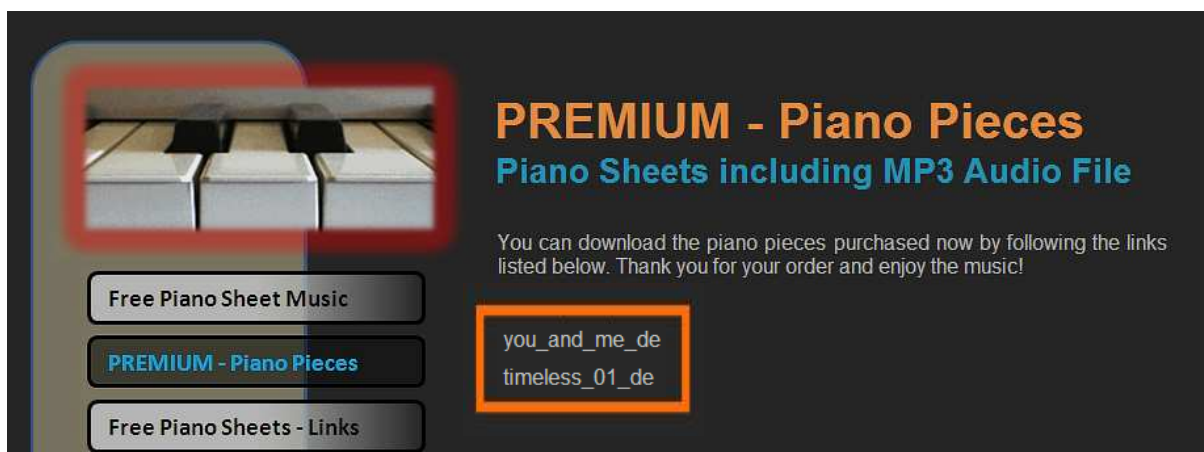 PREMIUM - Piano Pieces
Piano Sheets including MP3 Audio File
You can download the piano pieces purchased now by following the links
listed below. Thank you for your order and enjoy the music!
Free Piano Sheet Music
PREMIUM - Piano Pieces
Free Piano Sheets - Links
you_and_me_de
timeless_01_de